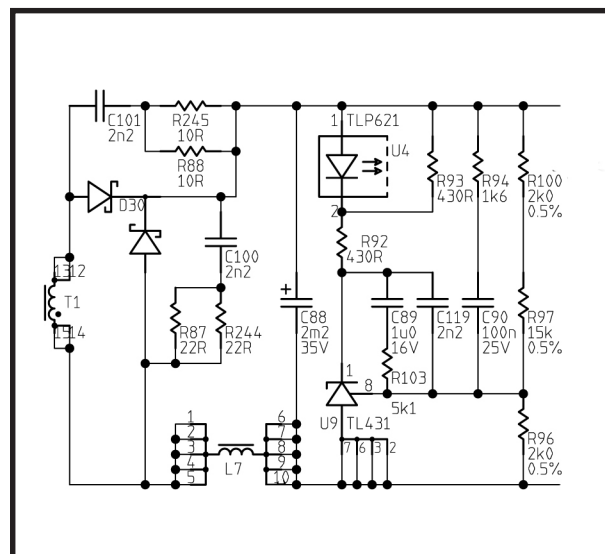 C101
2n2
R245
10R
R88
10R
D30
C100
2n2
1312
T1
1514
R87
22R
R244
22R
1
2
3
4
5
L7
6
7
8
9
10
C88
2m2
35V
1
TLP621
U4
2
R92
430R
R93
430R
R94
1k6
R100
2k0
0.5%
C89
1u0
16V
C119
2n2
C90
100n
25V
R97
15k
0.5%
R103
5k1
1
8
U9
TL431
7
6
3
2
R96
2k0
0.5%